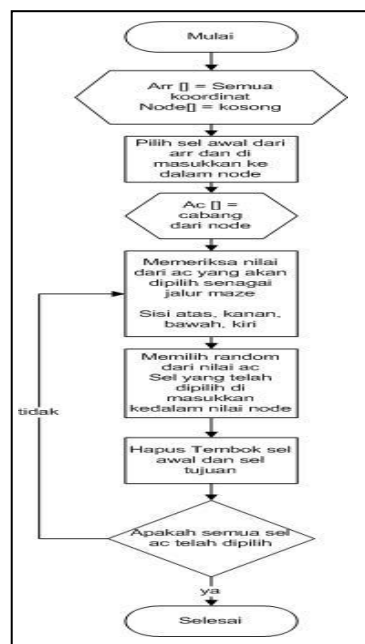 Mulai
Arr [] = Semua
koordinat
Node[] = kosong
Pilih sel awal dari
arr dan di
masukkan ke
dalam node
Ac [] =
cabang
dari node
Memeriksa nilai
dari ac yang akan
dipilih senagai
jalur maze
Sisi atas, kanan,
bawah, kiri
Memilih random
dari nilai ac
Sel yang telah
dipilih di
masukkan
kedalam nilai node
tidak
Hapus Tembok sel
awal dan sel
tujuan
Apakah semua sel
ac telah dipilih
ya
Selesai